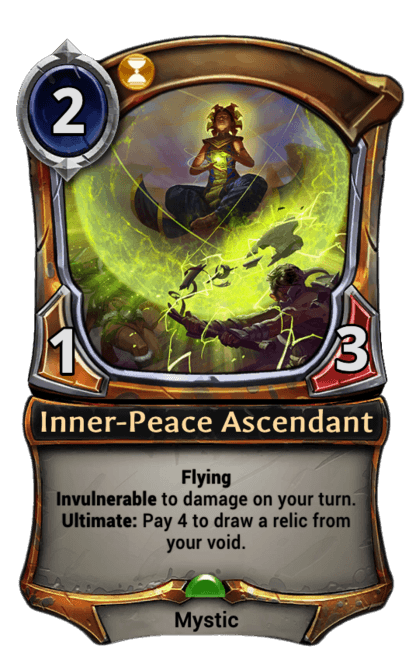 2
1
3
Inner-Peace Ascendant
Flying
Invulnerable to damage on your turn.
Ultimate: Pay 4 to draw a relic from
your void.
Mystic